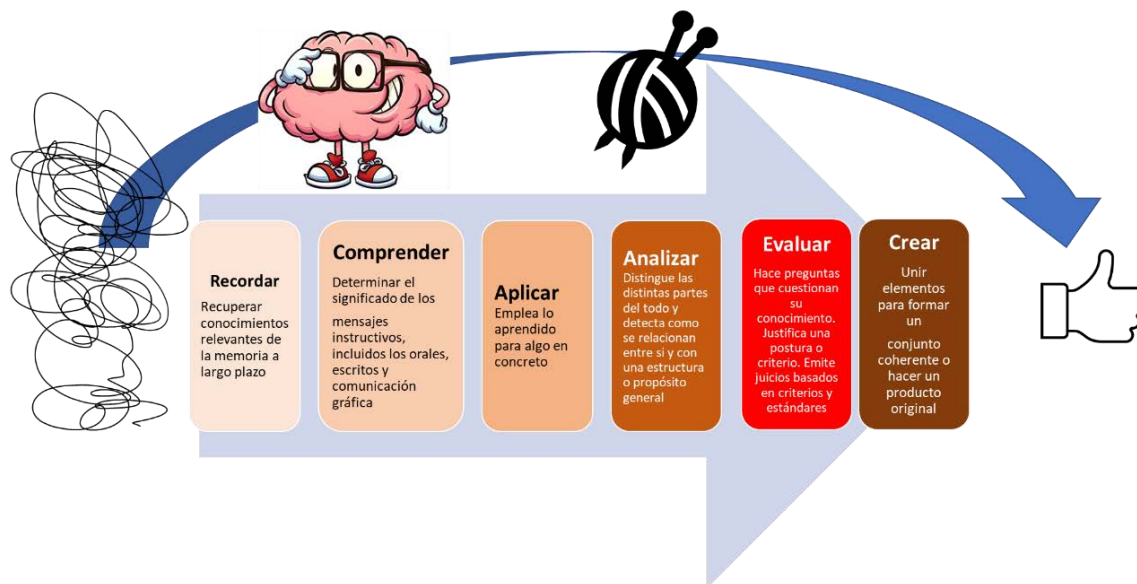 Recordar
Recuperar
conocimientos
relevantes de
la memoria a
largo plazo
Comprender
Determinar el
significado de los
mensajes
instructivos,
incluidos los orales,
escritos y
comunicación
gráfica
Aplicar
Emplea lo
aprendido
para algo en
concreto
Analizar
Distingue las
distintas partes
del todo y
detecta como
se relacionan
entre sí y con
una estructura
o propósito
general
Evaluar
Hace preguntas
que cuestionan
su
conocimiento.
Justifica una
postura o
criterio. Emite
juicios basados
en criterios y
estándares
Crear
Unir
elementos
para formar
un
conjunto
coherente o
hacer un
producto
original